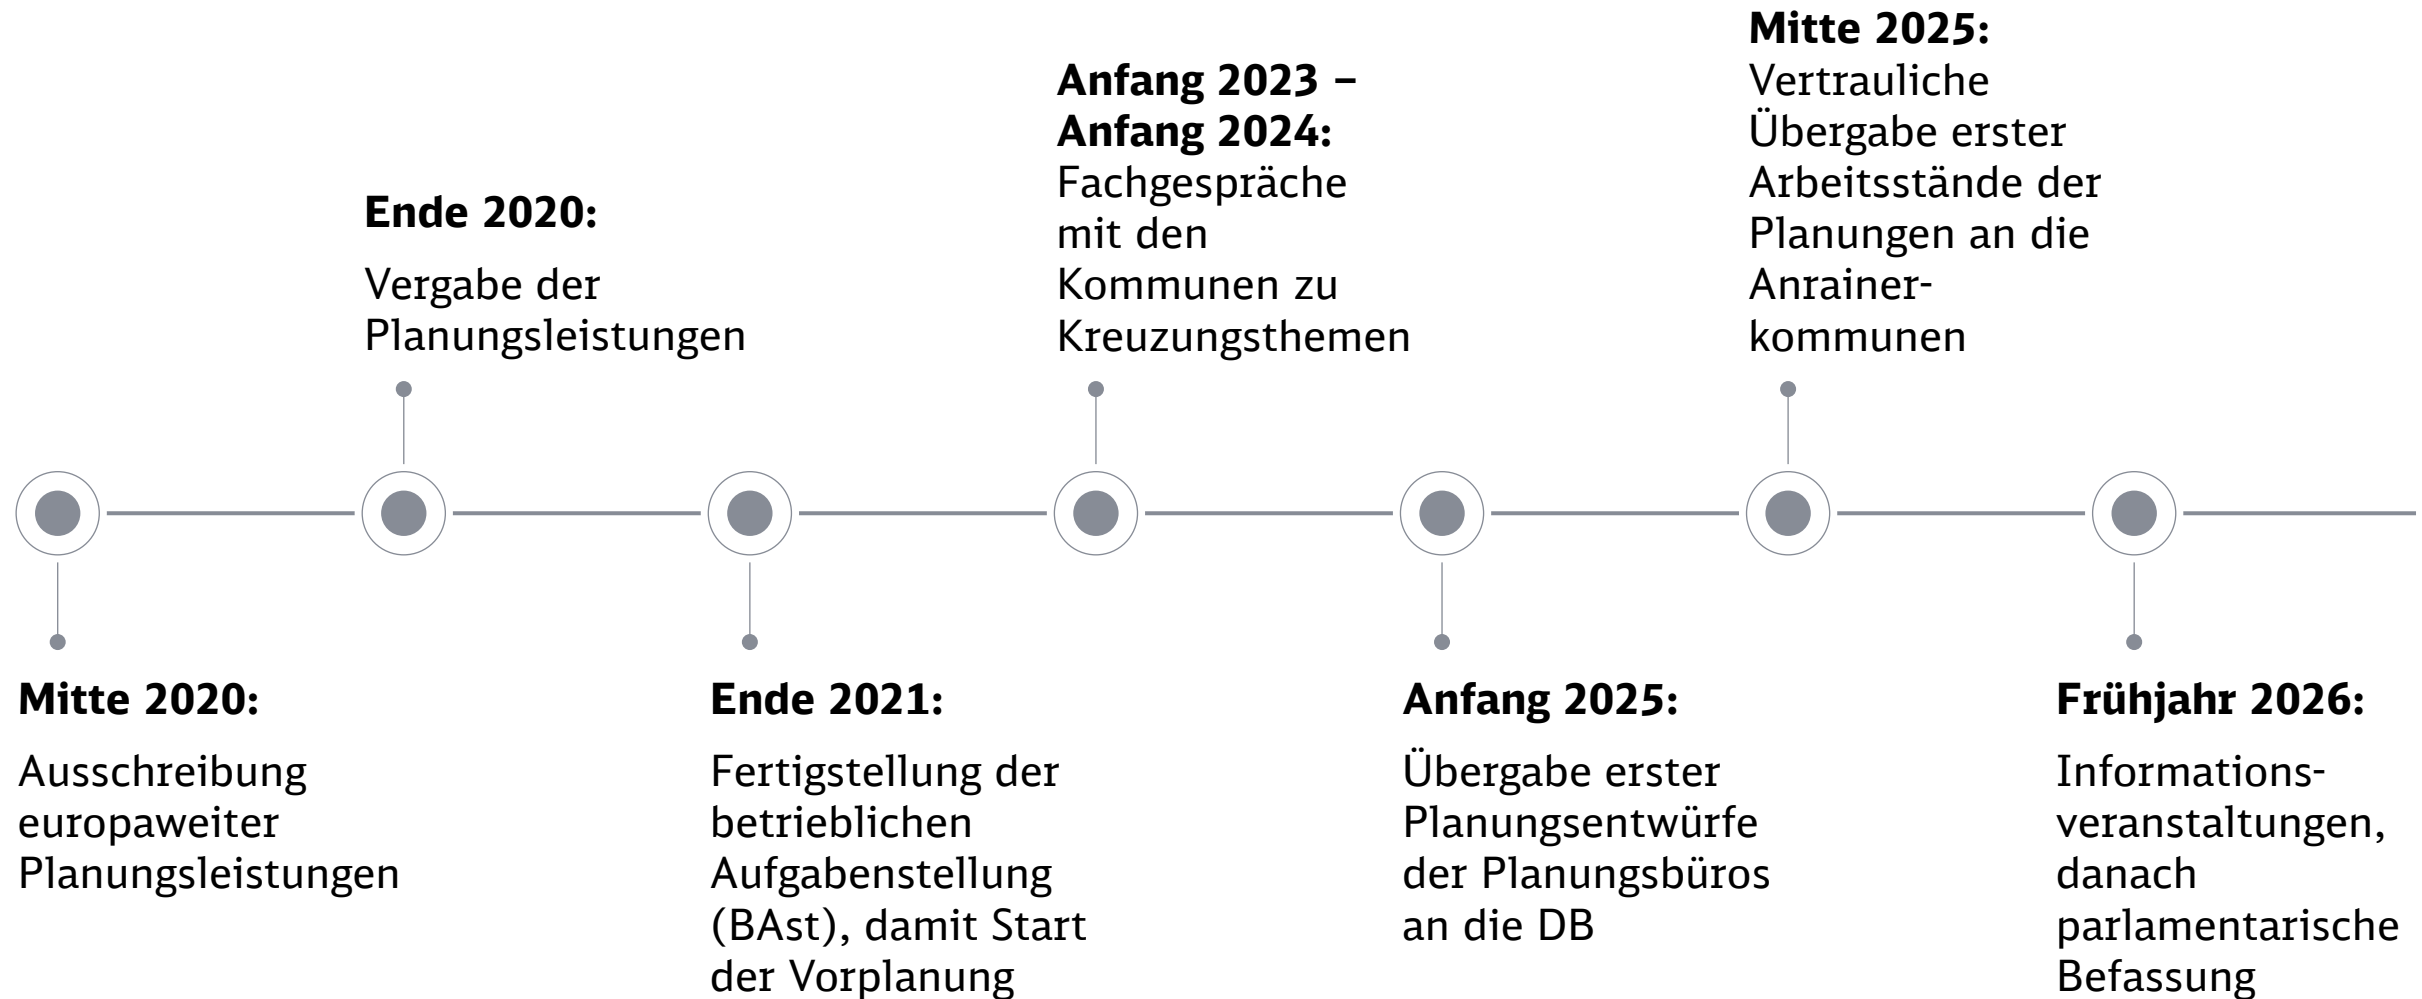 Mitte 2020:
Ausschreibung
europaweiter
Planungsleistungen
Ende 2020:
Vergabe der
Planungsleistungen
Ende 2021:
Fertigstellung der
betrieblichen
Aufgabenstellung
(BAst), damit Start
der Vorplanung
Anfang 2023 –
Anfang 2024:
Fachgespräche
mit den
Kommunen zu
Kreuzungsthemen
Anfang 2025:
Übergabe erster
Planungsentwürfe
der Planungsbüros
an die DB
Mitte 2025:
Vertrauliche
Übergabe erster
Arbeitsstände der
Planungen an die
Anrainer-
kommunen
Frühjahr 2026:
Informations-
veranstaltungen,
danach
parlamentarische
Befassung